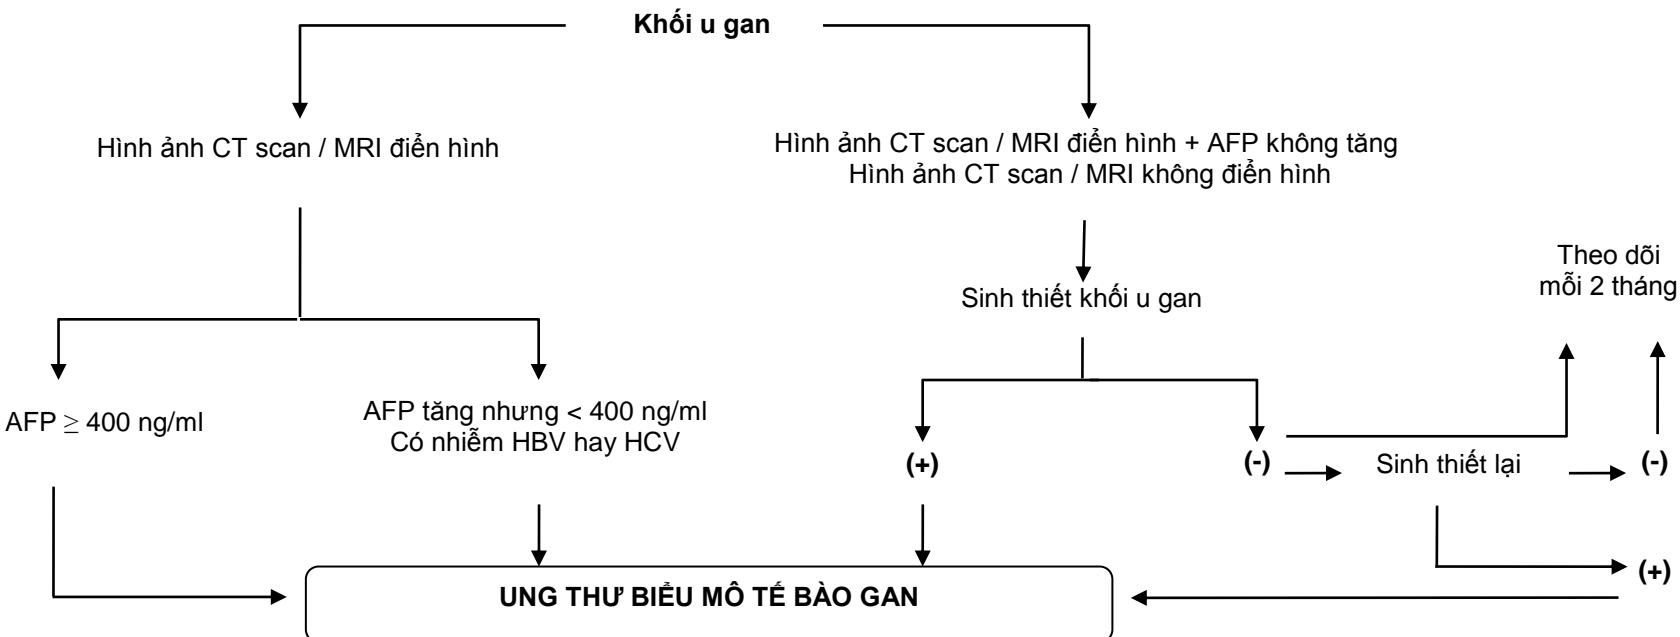 Khối u gan
Hình ảnh CT scan / MRI điển hình
Hình ảnh CT scan / MRI điển hình + AFP không tăng
Hình ảnh CT scan / MRI không điển hình
Theo dõi
mỗi 2 tháng
Sinh thiết khối u gan
AFP ≥ 400 ng/ml
AFP tăng nhưng < 400 ng/ml
Có nhiễm HBV hay HCV
(+)
(-)
Sinh thiết lại
(-)
(+)
UNG THƯ BIỂU MÔ TẾ BÀO GAN